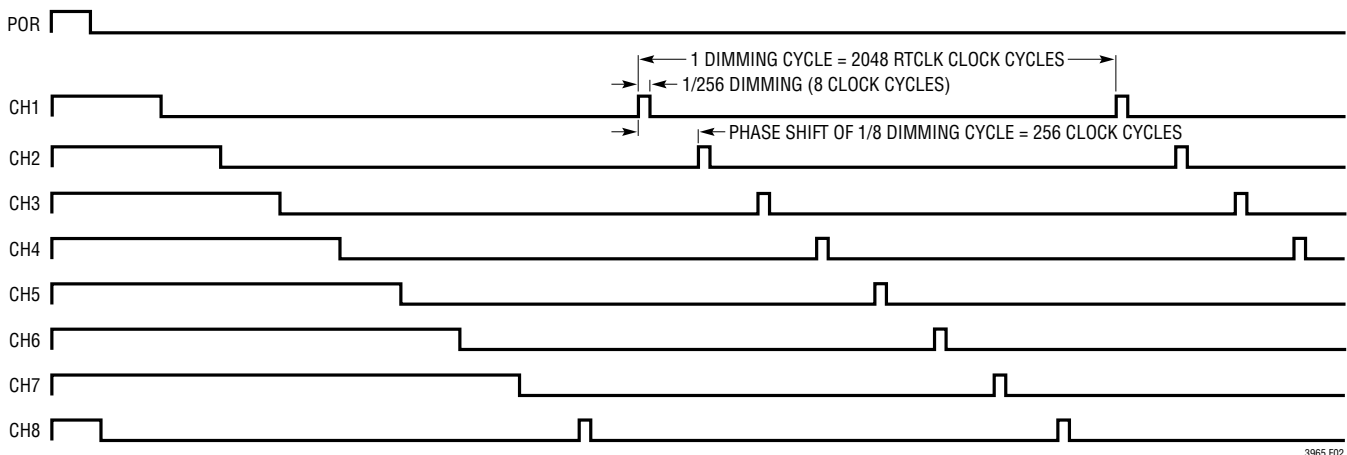 POR
1 DIMMING CYCLE = 2048 RTCLK CLOCK CYCLES
1/256 DIMMING (8 CLOCK CYCLES)
CH1
PHASE SHIFT OF 1/8 DIMMING CYCLE = 256 CLOCK CYCLES
CH2
CH3
CH4
CH5
CH6
CH7
CH8
3965 F02